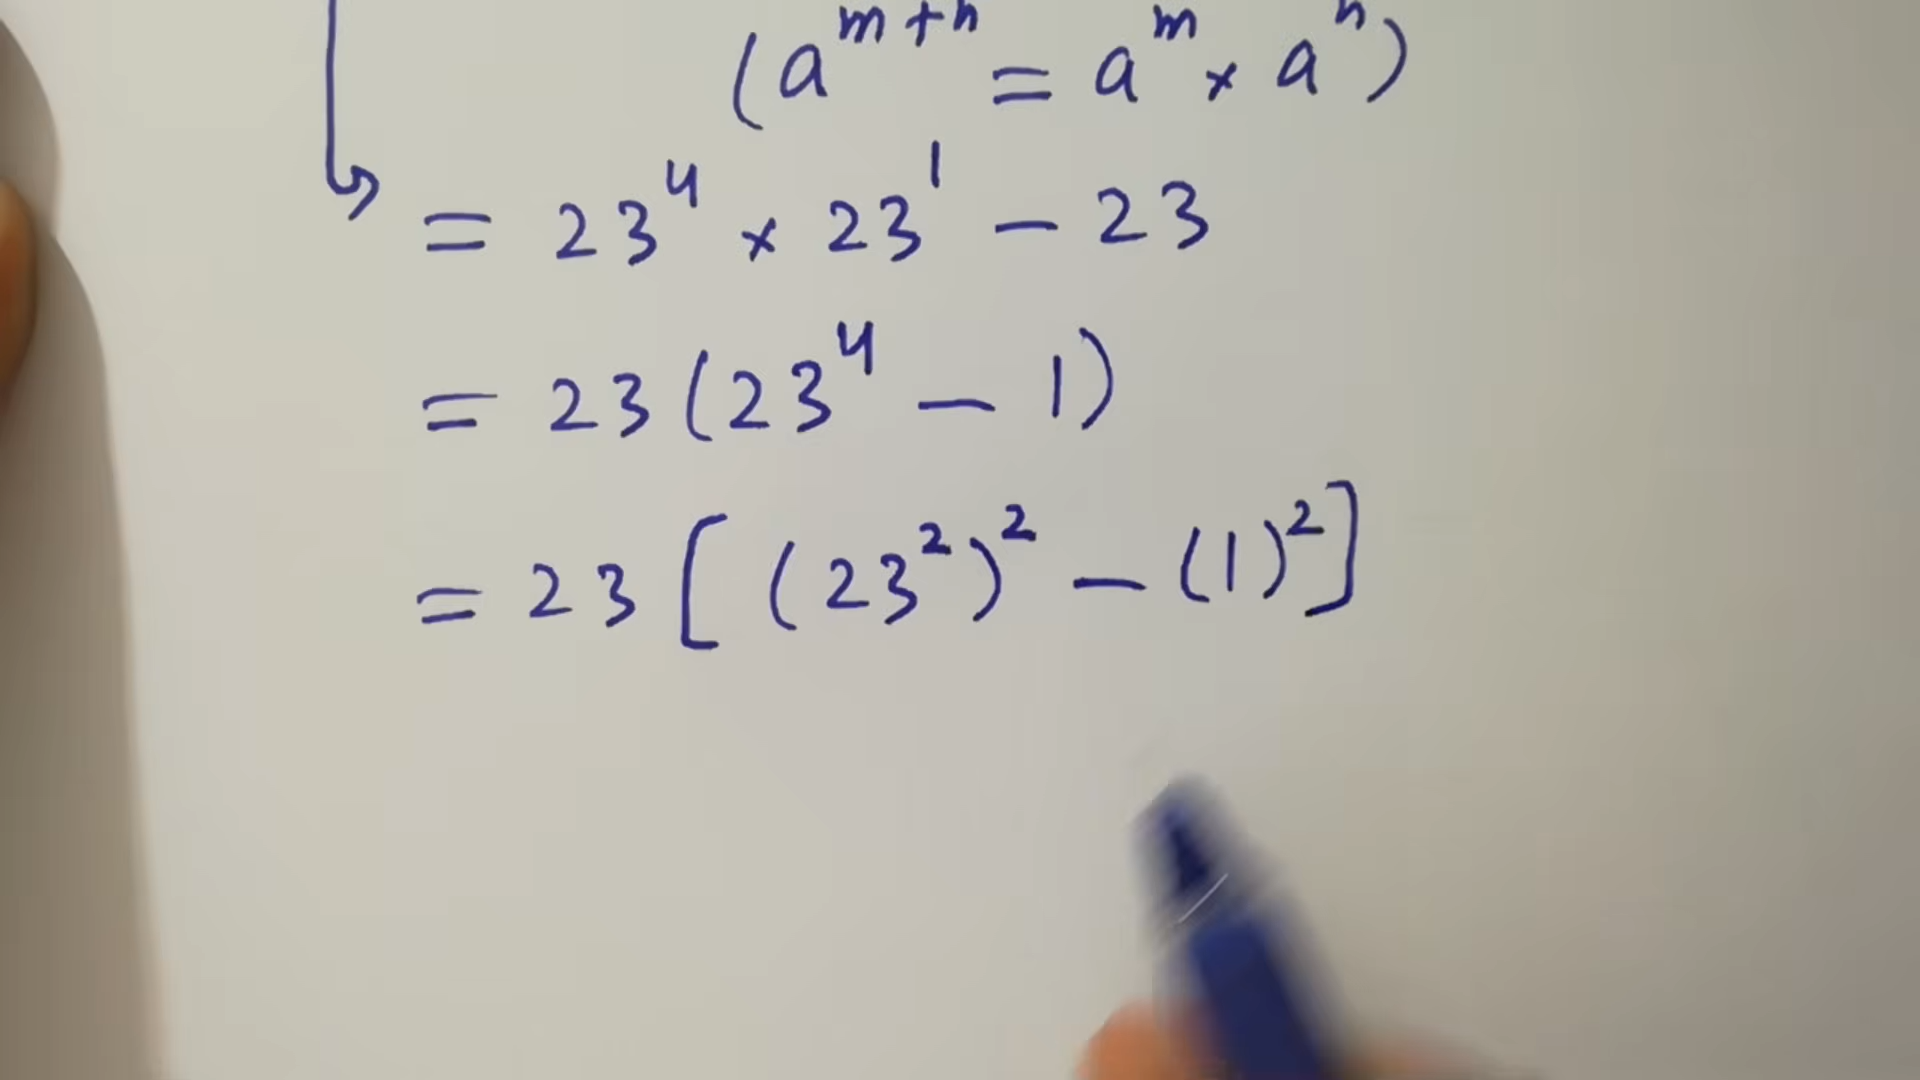 (a^{m+n} = a^m × a^n)
= 23^4 × 23^1 – 23
= 23(23^4 – 1)
= 23[(23^2)^2 – (1)^2]